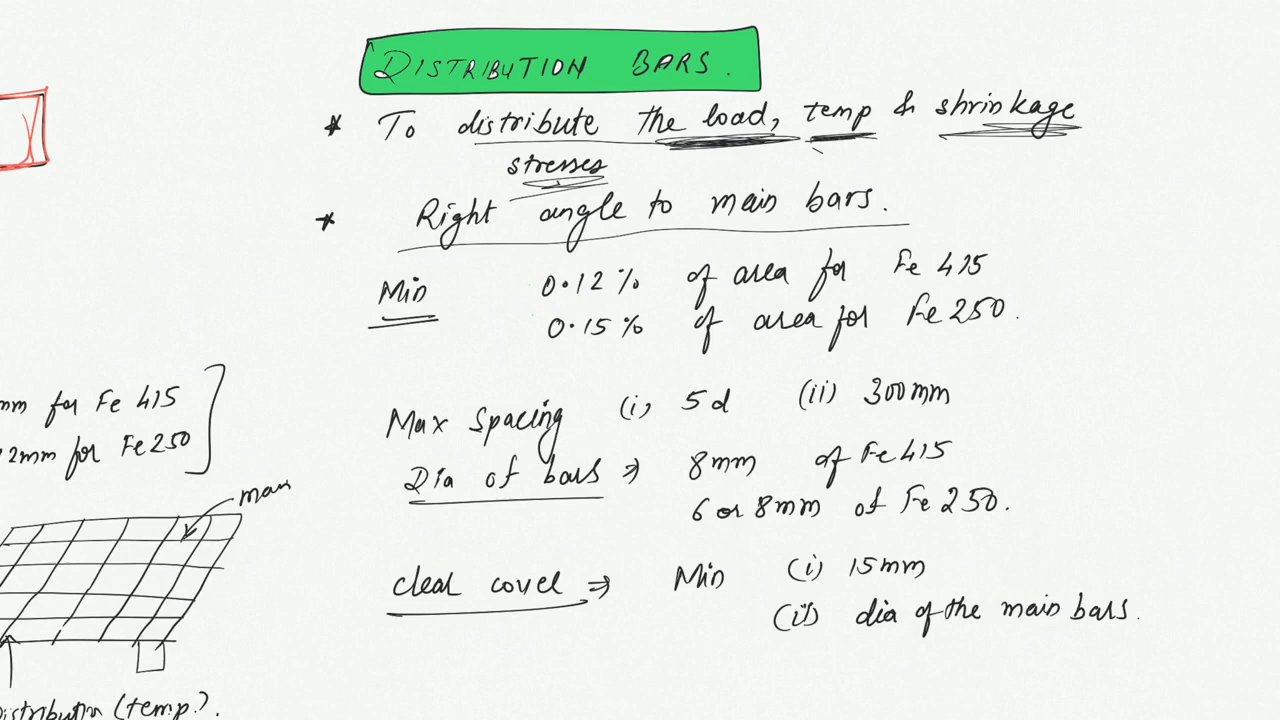 DISTRIBUTION BARS.
* To distribute the load, temp & shrinkage
stresses
* Right angle to main bars.
Min 0.12% of area for Fe 415
0.15% of area for Fe 250.
mm for Fe 415
2mm for Fe 250
Max Spacing (i) 5d (ii) 300mm
Dia of bars ⇒ 8mm of Fe 415
6 or 8mm of Fe 250.
main
clear cover ⇒ Min (i) 15mm
(ii) dia of the main bars.
distribution (temp.).